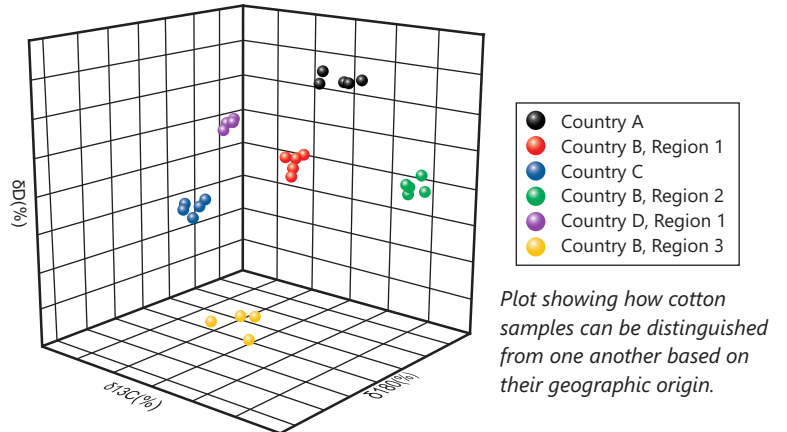 δD(%)
δ13C(%)
δ180(%)
Country A
Country B, Region 1
Country C
Country B, Region 2
Country D, Region 1
Country B, Region 3
Plot showing how cotton
samples can be distinguished
from one another based on
their geographic origin.